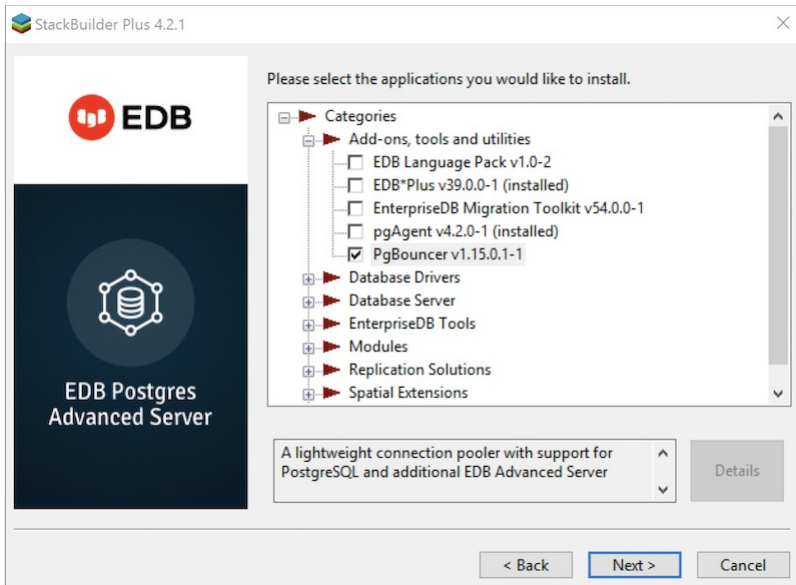 StackBuilder Plus 4.2.1
EDB
EDB Postgres
Advanced Server
Please select the applications you would like to install.
Categories
Add-ons, tools and utilities
EDB Language Pack v1.0-2
EDB*Plus v39.0.0-1 (installed)
EnterpriseDB Migration Toolkit v54.0.0-1
pgAgent v4.2.0-1 (installed)
PgBouncer v1.15.0.1-1
Database Drivers
Database Server
EnterpriseDB Tools
Modules
Replication Solutions
Spatial Extensions
A lightweight connection pooler with support for
PostgreSQL and additional EDB Advanced Server
Details
< Back
Next >
Cancel